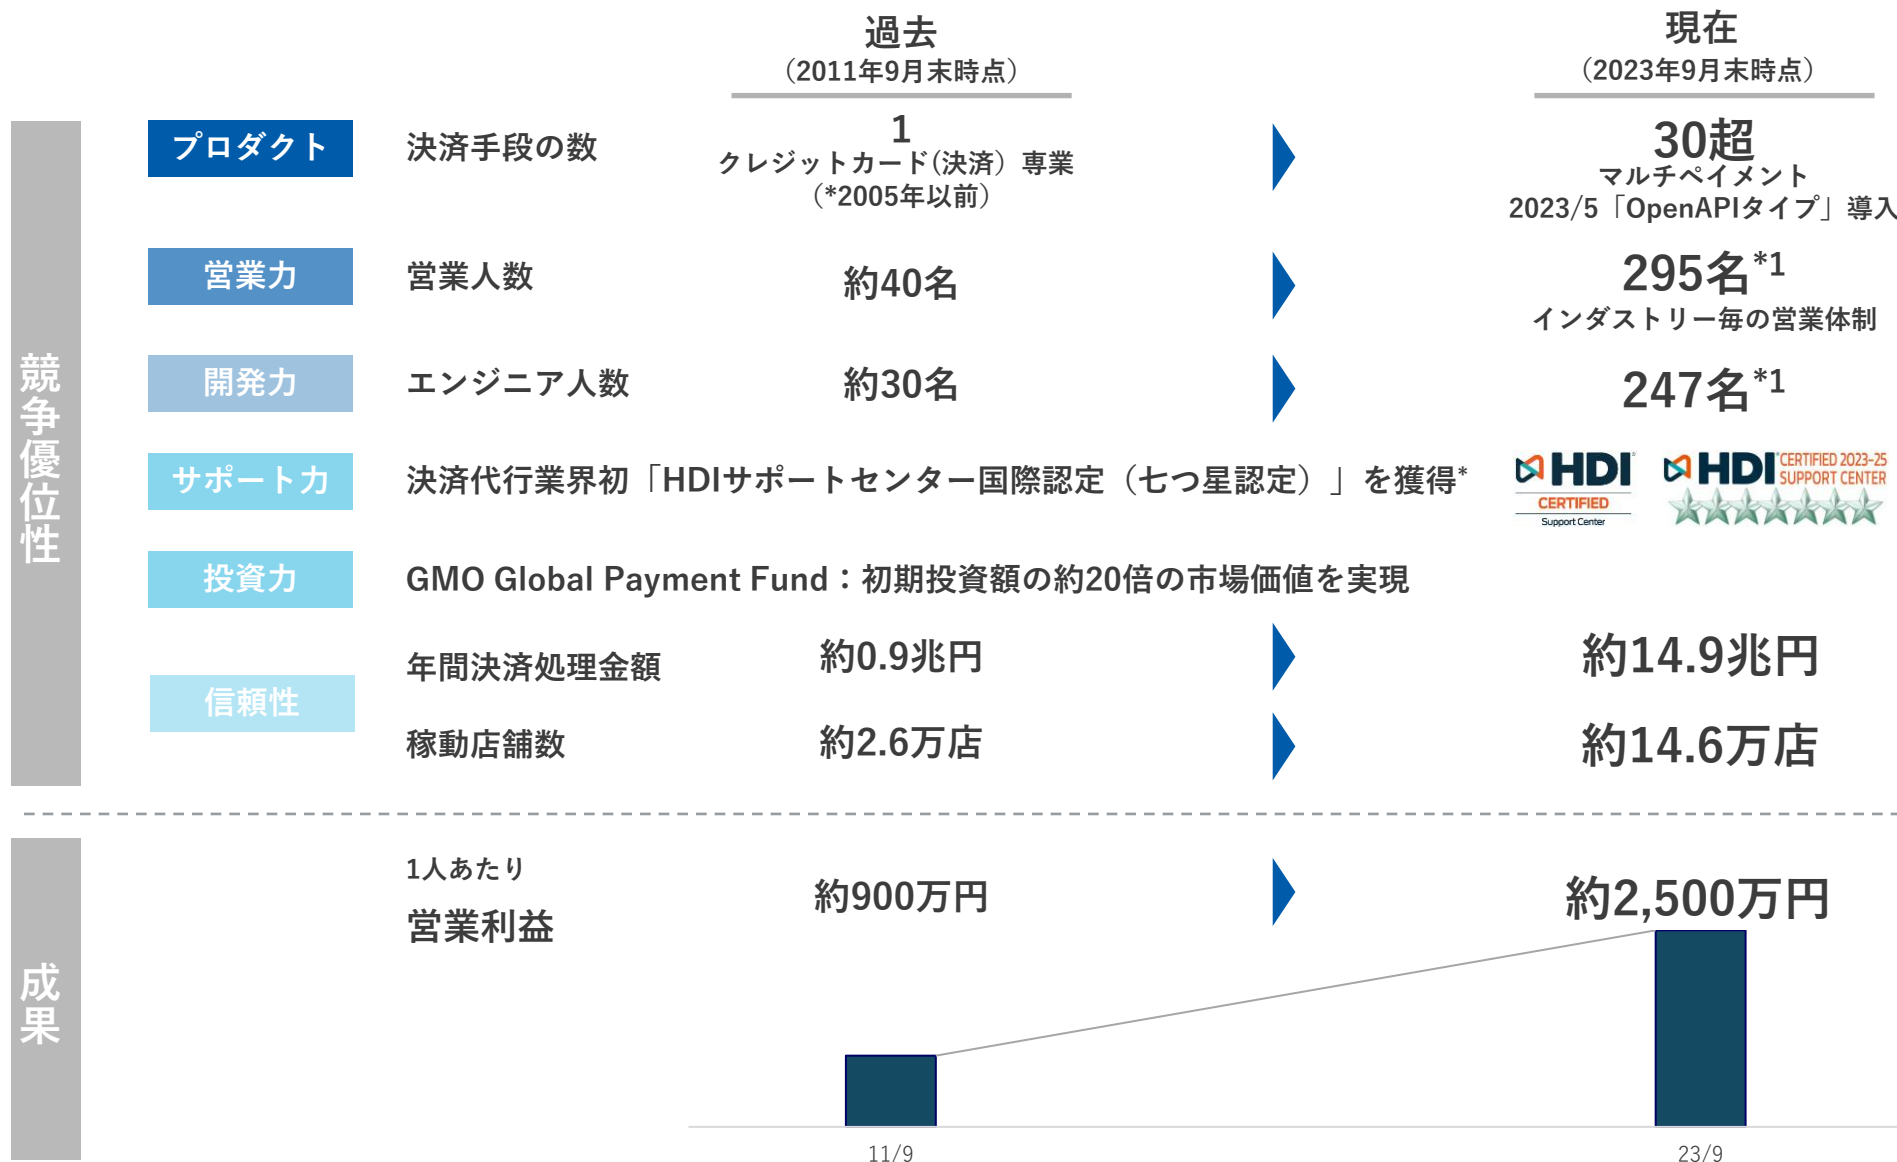 過去
（2011年9月末時点）
現在
（2023年9月末時点）
競争優位性
プロダクト
決済手段の数
1
クレジットカード(決済）専業
（*2005年以前）
30超
マルチペイメント
2023/5「OpenAPIタイプ」導入
営業力
営業人数
約40名
295名*1
インダストリー毎の営業体制
開発力
エンジニア人数
約30名
247名*1
サポート力
決済代行業界初「HDIサポートセンター国際認定（七つ星認定）」を獲得*
HDI
CERTIFIED
Support Center
HDI CERTIFIED 2023-25
SUPPORT CENTER
投資力
GMO Global Payment Fund：初期投資額の約20倍の市場価値を実現
信頼性
年間決済処理金額
約0.9兆円
約14.9兆円
稼動店舗数
約2.6万店
約14.6万店
成果
1人あたり
営業利益
約900万円
約2,500万円
11/9
23/9